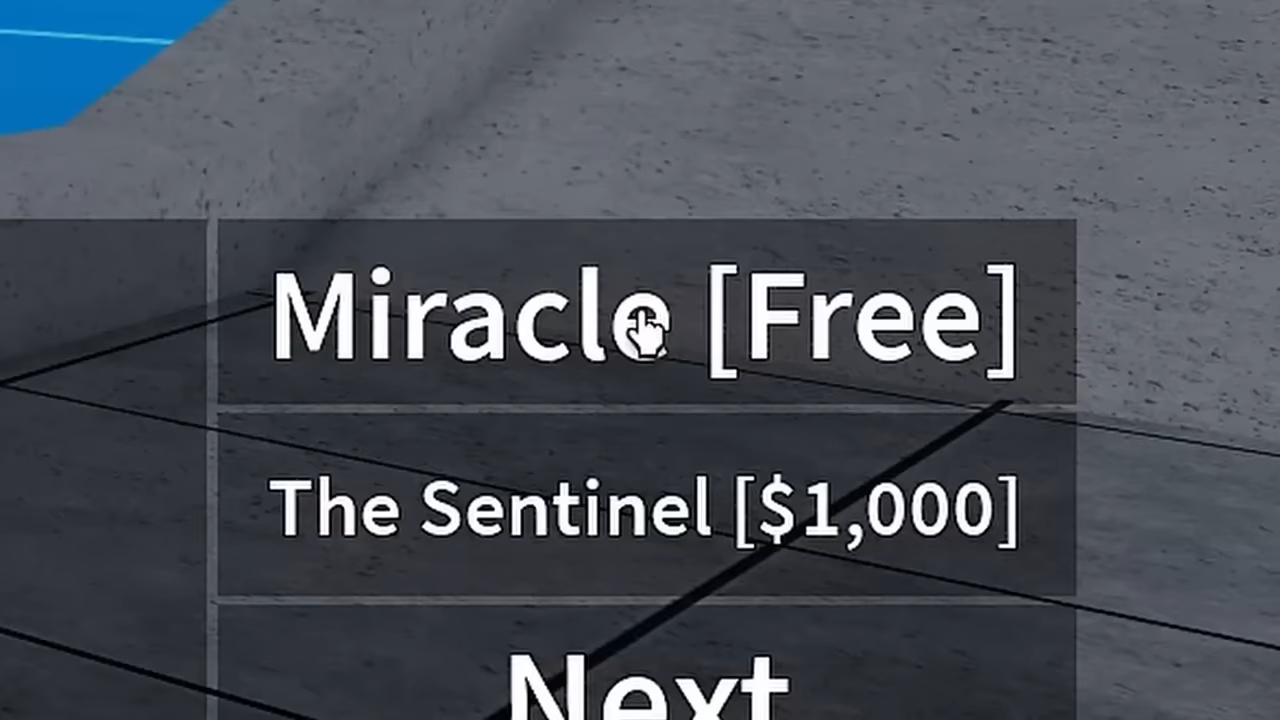 Miracle [Free]
The Sentinel [$1,000]
Next